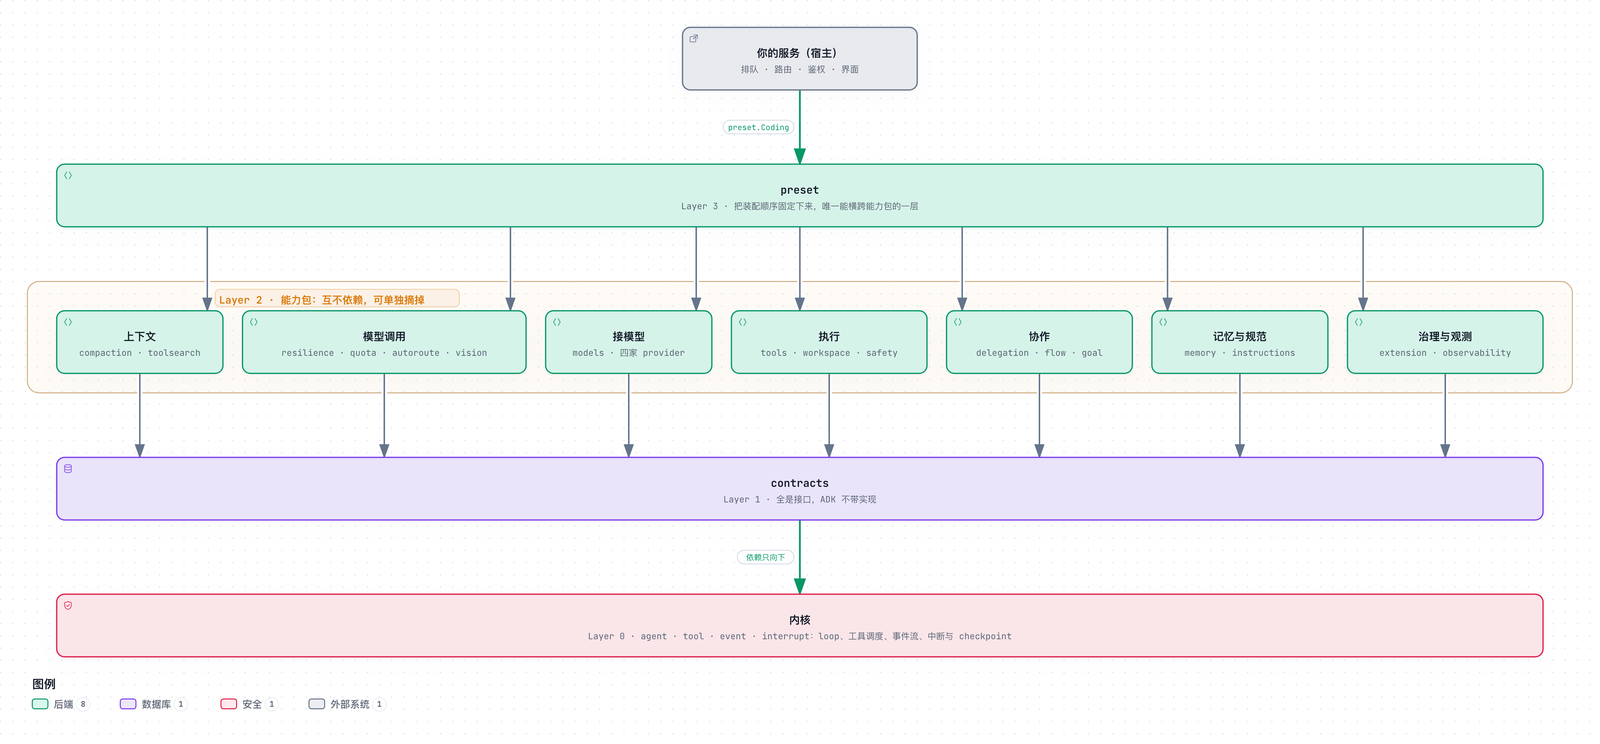 你的服务（宿主）
排队 · 路由 · 鉴权 · 界面
preset.Coding
preset
Layer 3 · 把装配顺序固定下来，唯一能横跨能力包的一层
Layer 2 · 能力包：互不依赖，可单独摘掉
上下文
compaction · toolsearch
模型调用
resilience · quota · autoroute · vision
接模型
models · 四家 provider
执行
tools · workspace · safety
协作
delegation · flow · goal
记忆与规范
memory · instructions
治理与观测
extension · observability
contracts
Layer 1 · 全是接口，ADK 不带实现
依赖只向下
内核
Layer 0 · agent · tool · event · interrupt：loop、工具调度、事件流、中断与 checkpoint
图例
后端 8
数据库 1
安全 1
外部系统 1